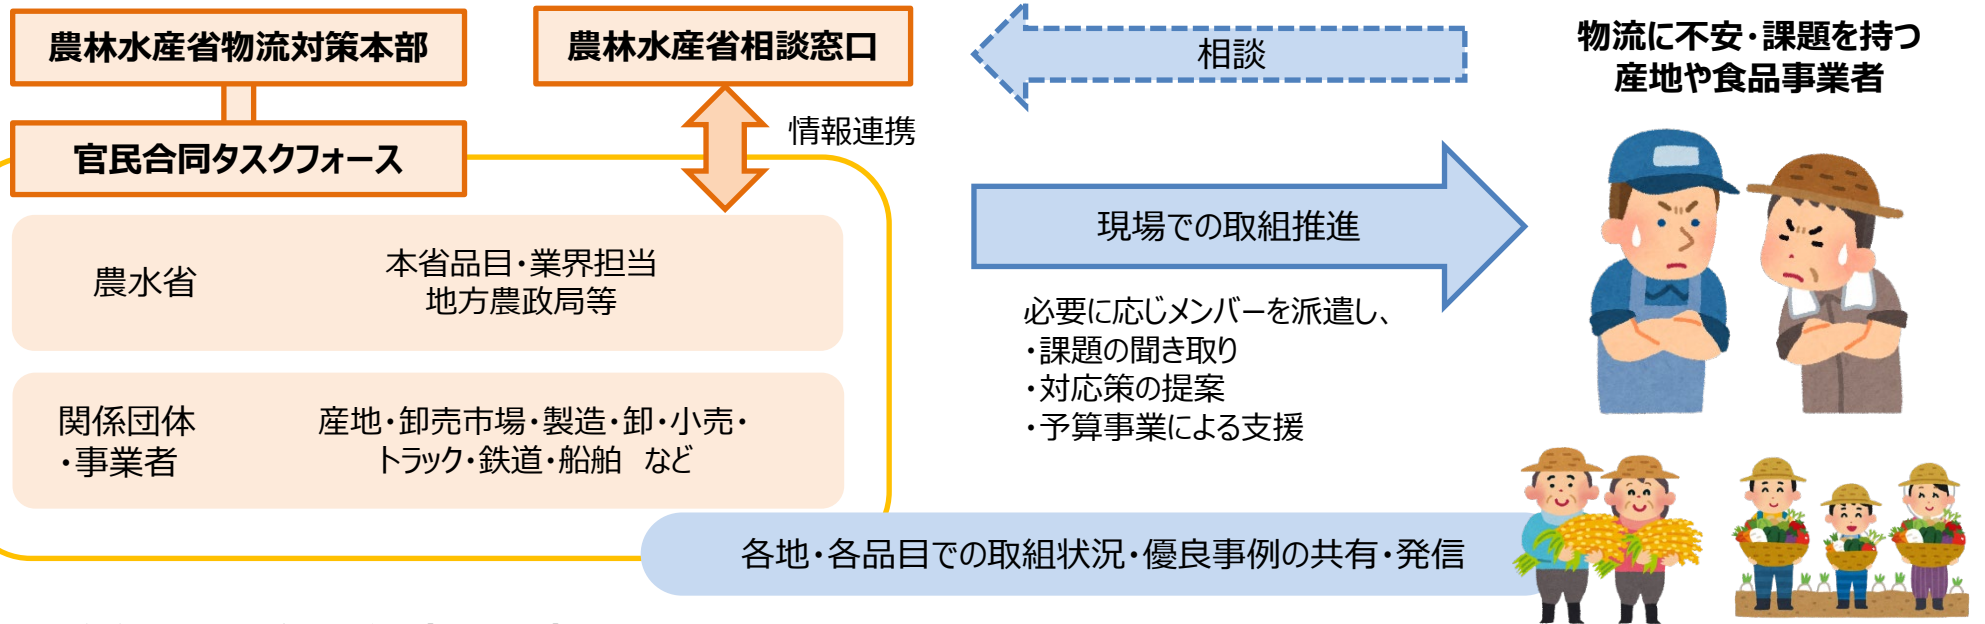 農林水産省物流対策本部
農林水産省相談窓口
相談
物流に不安・課題を持つ
産地や食品事業者
官民合同タスクフォース
情報連携
農水省
本省品目・業界担当
地方農政局等
現場での取組推進
必要に応じメンバーを派遣し、
・課題の聞き取り
・対応策の提案
・予算事業による支援
関係団体
・事業者
産地・卸売市場・製造・卸・小売・
トラック・鉄道・船舶　など
各地・各品目での取組状況・優良事例の共有・発信